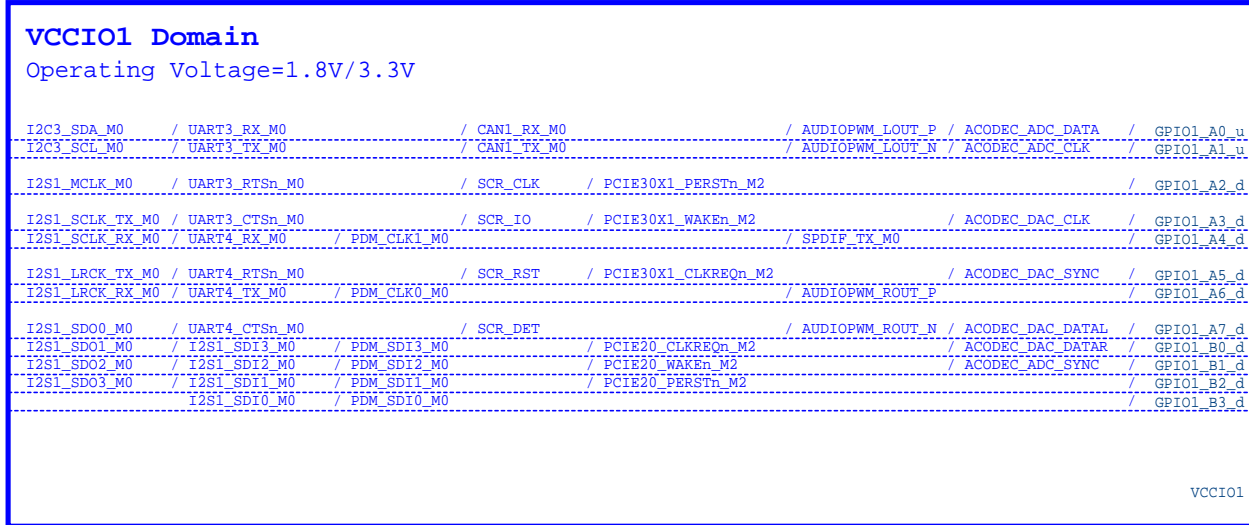 VCCIO1 Domain
Operating Voltage=1.8V/3.3V
I2C3_SDA_M0 / UART3_RX_M0 / CAN1_RX_M0 / AUDIOPWM_LOUT_P / ACODEC_ADC_DATA / GPIO1_A0_u
I2C3_SCL_M0 / UART3_TX_M0 / CAN1_TX_M0 / AUDIOPWM_LOUT_N / ACODEC_ADC_CLK / GPIO1_A1_u
I2S1_MCLK_M0 / UART3_RTSn_M0 / SCR_CLK / PCIE30X1_PERSTn_M2 / GPIO1_A2_d
I2S1_SCLK_TX_M0 / UART3_CTSn_M0 / SCR_IO / PCIE30X1_WAKEn_M2 / ACODEC_DAC_CLK / GPIO1_A3_d
I2S1_SCLK_RX_M0 / UART4_RX_M0 / PDM_CLK1_M0 / SPDIF_TX_M0 / GPIO1_A4_d
I2S1_LRCK_TX_M0 / UART4_RTSn_M0 / SCR_RST / PCIE30X1_CLKREQn_M2 / ACODEC_DAC_SYNC / GPIO1_A5_d
I2S1_LRCK_RX_M0 / UART4_TX_M0 / PDM_CLK0_M0 / AUDIOPWM_ROUT_P / GPIO1_A6_d
I2S1_SDO0_M0 / UART4_CTSn_M0 / SCR_DET / AUDIOPWM_ROUT_N / ACODEC_DAC_DATAL / GPIO1_A7_d
I2S1_SDO1_M0 / I2S1_SDI3_M0 / PDM_SDI3_M0 / PCIE20_CLKREQn_M2 / ACODEC_DAC_DATAR / GPIO1_B0_d
I2S1_SDO2_M0 / I2S1_SDI2_M0 / PDM_SDI2_M0 / PCIE20_WAKEn_M2 / ACODEC_ADC_SYNC / GPIO1_B1_d
I2S1_SDO3_M0 / I2S1_SDI1_M0 / PDM_SDI1_M0 / PCIE20_PERSTn_M2 / GPIO1_B2_d
I2S1_SDI0_M0 / PDM_SDI0_M0 / GPIO1_B3_d
VCCIO1